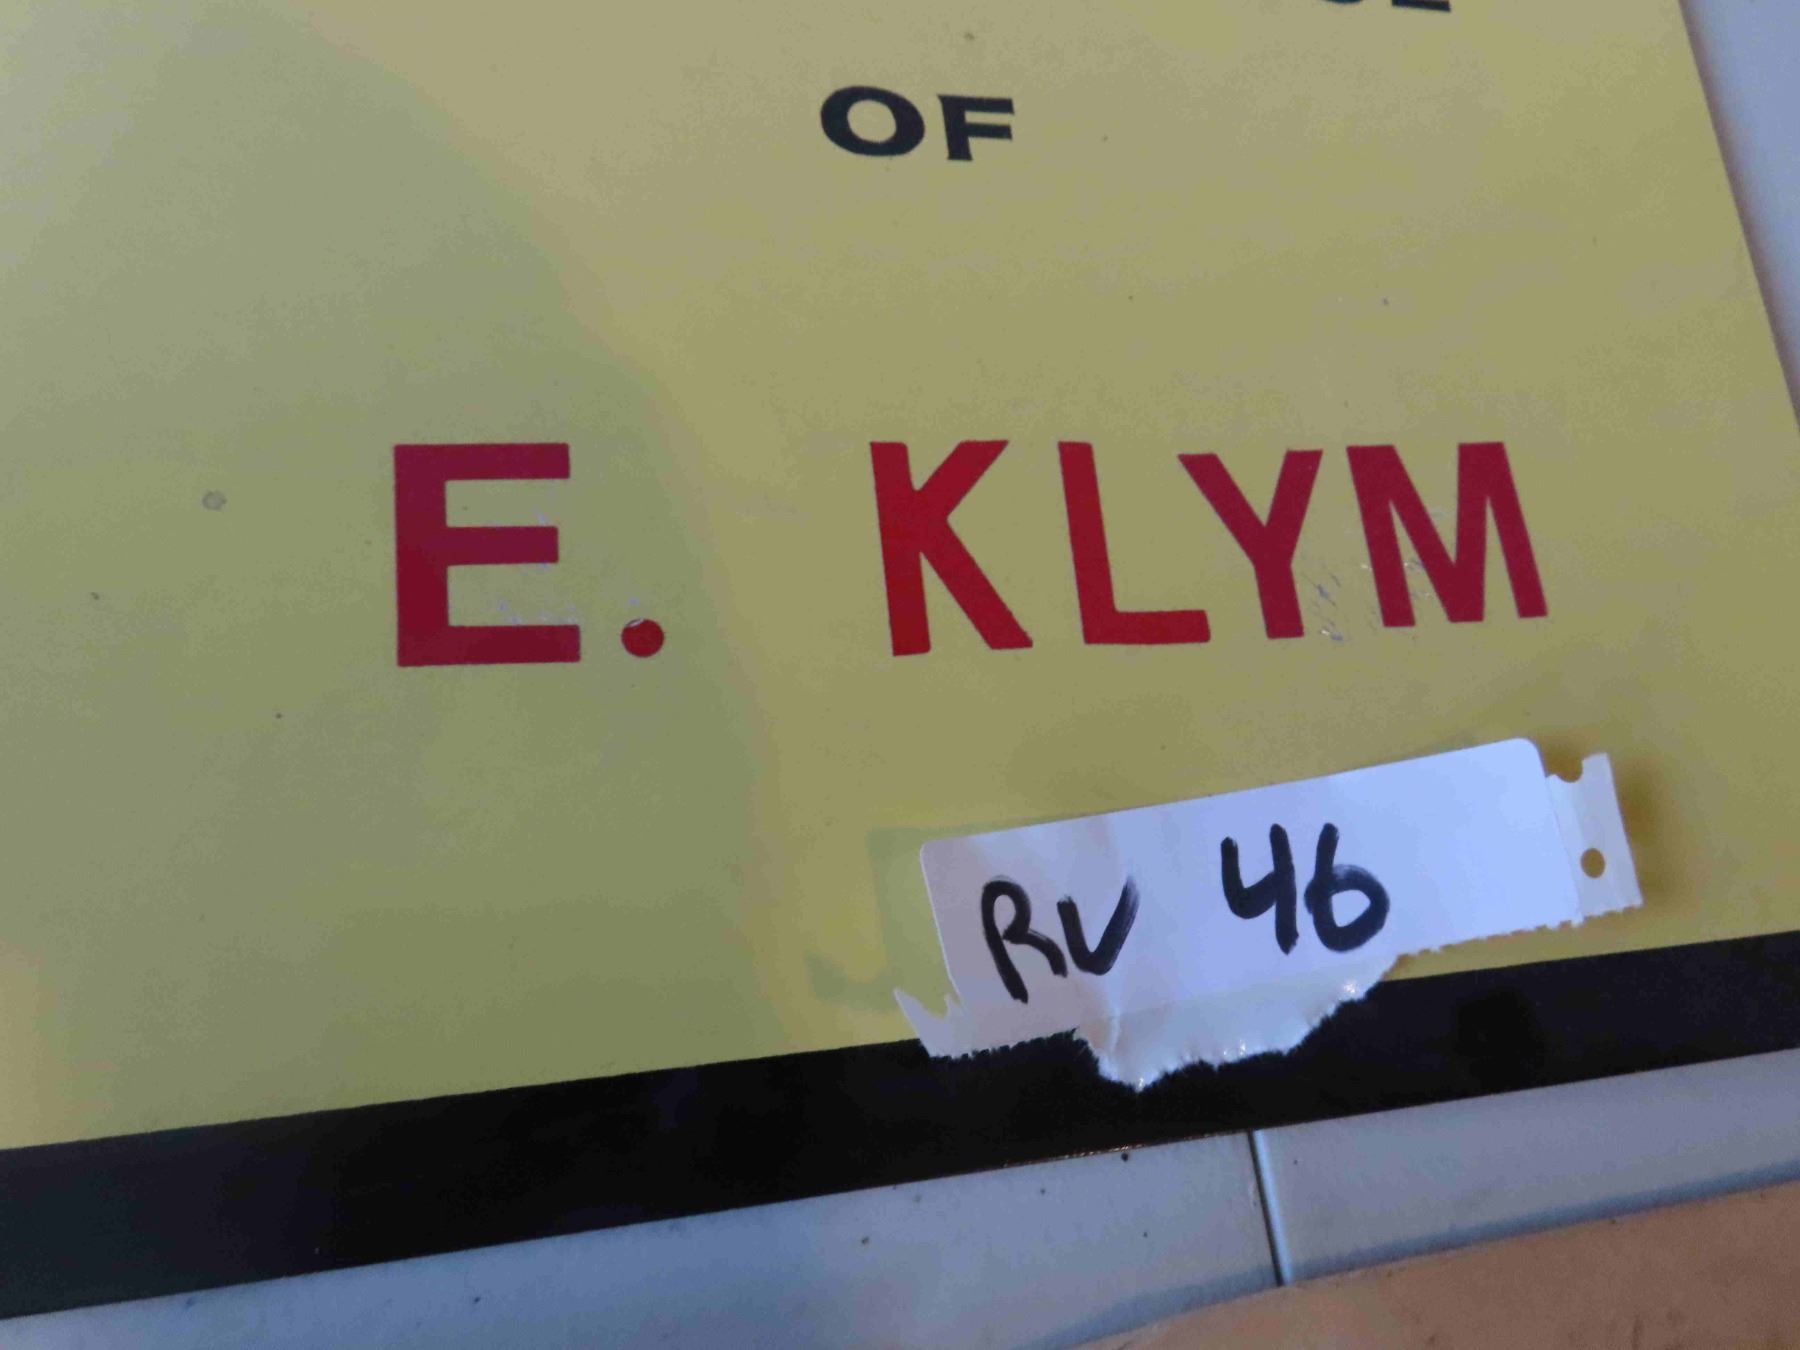 OF
E. KLYM
RV 46